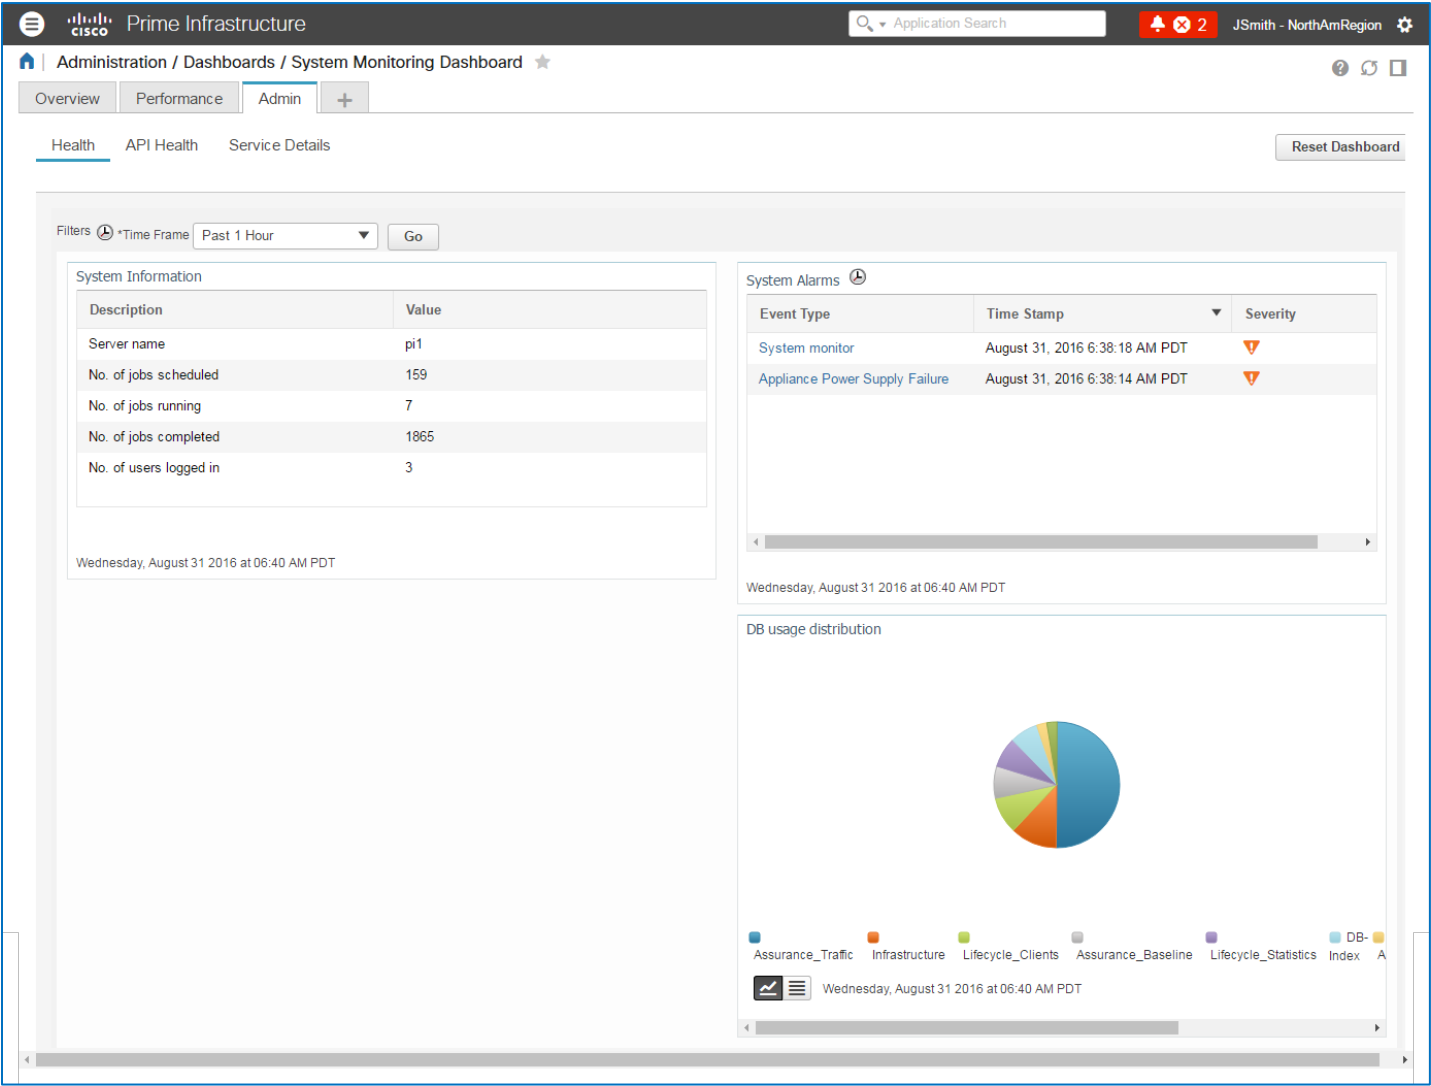 cisco Prime Infrastructure
Application Search
2
JSmith - NorthAmRegion
Administration / Dashboards / System Monitoring Dashboard
Overview
Performance
Admin
+
Health
API Health
Service Details
Reset Dashboard
Filters *Time Frame Past 1 Hour Go
System Information
Description Value
Server name pi1
No. of jobs scheduled 159
No. of jobs running 7
No. of jobs completed 1865
No. of users logged in 3
Wednesday, August 31 2016 at 06:40 AM PDT
System Alarms
Event Type Time Stamp Severity
System monitor August 31, 2016 6:38:18 AM PDT
Appliance Power Supply Failure August 31, 2016 6:38:14 AM PDT
Wednesday, August 31 2016 at 06:40 AM PDT
DB usage distribution
Assurance_Traffic
Infrastructure
Lifecycle_Clients
Assurance_Baseline
Lifecycle_Statistics
DB-
Index
A
Wednesday, August 31 2016 at 06:40 AM PDT